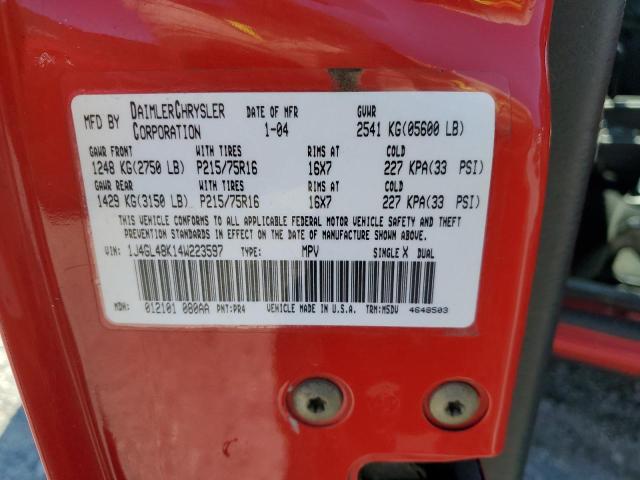 MFD BY DAIMLERCHRYSLER CORPORATION DATE OF MFR 1-04 GVWR 2541 KG(05600 LB)
GAWR FRONT WITH TIRES RIMS AT COLD
1248 KG(2750 LB) P215/75R16 16X7 227 KPA(33 PSI)
GAWR REAR WITH TIRES RIMS AT COLD
1429 KG(3150 LB) P215/75R16 16X7 227 KPA(33 PSI)
THIS VEHICLE CONFORMS TO ALL APPLICABLE FEDERAL MOTOR VEHICLE SAFETY AND THEFT
PREVENTION STANDARDS IN EFFECT ON THE DATE OF MANUFACTURE SHOWN ABOVE.
VIN: 1J4GL48K14W223597 TYPE: MPV SINGLE X DUAL
MDH: 012101 080AA PNT:PR4 VEHICLE MADE IN U.S.A. TRM:MSDV 4648503